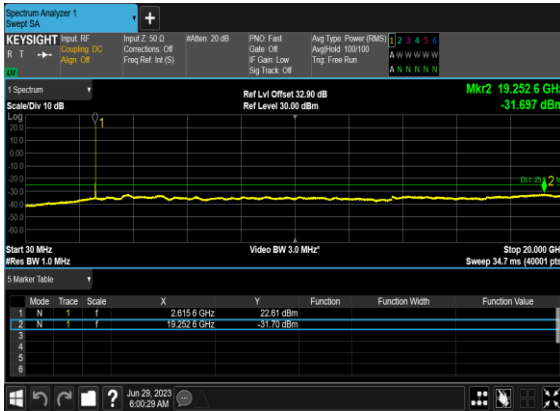 Spectrum Analyzer 1
Swept SA
+
KEYSIGHT Input: RF Input Z: 50 Ω #Atten: 20 dB PNO: Fast Avg Type: Power (RMS) 1 2 3 4 5 6
R T Coupling: DC Corrections: Off Gate: Off Avg|Hold: 100/100 A W W W W W
Align: Off Freq Ref: Int (S) IF Gain: Low Trig: Free Run
Sig Track: Off A N N N N N
1 Spectrum Ref Lvl Offset 32.90 dB Mkr2 19.252 6 GHz
Scale/Div 10 dB Ref Level 30.00 dBm -31.697 dBm
Log
1
20.0
10.0
0.00
-10.0
-20.0
2
-30.0
-40.0
-50.0
-60.0
Start 30 MHz Video BW 3.0 MHz* Stop 20.000 GHz
#Res BW 1.0 MHz Sweep 34.7 ms (40001 pts)
5 Marker Table
Mode Trace Scale X Y Function Function Width Function Value
1 N 1 f 2.615 6 GHz 22.61 dBm
2 N 1 f 19.252 6 GHz -31.70 dBm
3
4
5
6
? Jun 29, 2023
6:00:29 AM